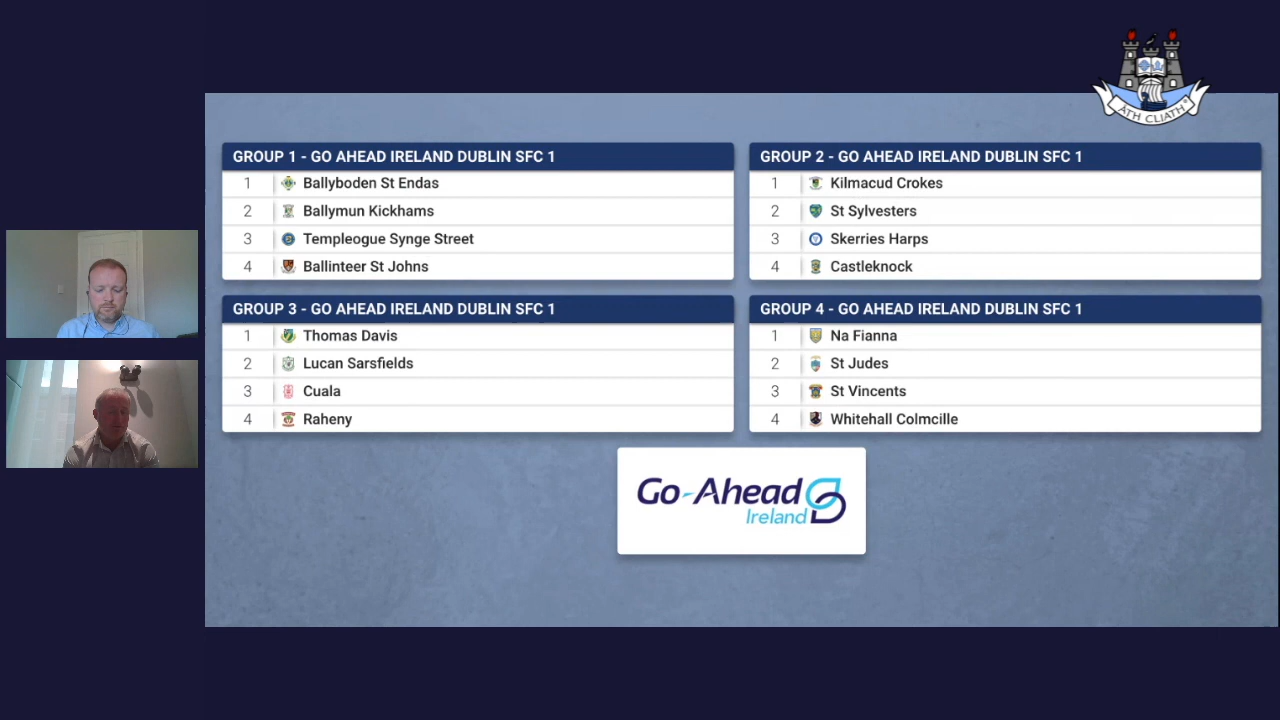 ÁTH CLIATH
GROUP 1 - GO AHEAD IRELAND DUBLIN SFC 1
1 Ballyboden St Endas
2 Ballymun Kickhams
3 Templeogue Synge Street
4 Ballinteer St Johns
GROUP 2 - GO AHEAD IRELAND DUBLIN SFC 1
1 Kilmacud Crokes
2 St Sylvesters
3 Skerries Harps
4 Castleknock
GROUP 3 - GO AHEAD IRELAND DUBLIN SFC 1
1 Thomas Davis
2 Lucan Sarsfields
3 Cuala
4 Raheny
GROUP 4 - GO AHEAD IRELAND DUBLIN SFC 1
1 Na Fianna
2 St Judes
3 St Vincents
4 Whitehall Colmcille
Go-Ahead
Ireland